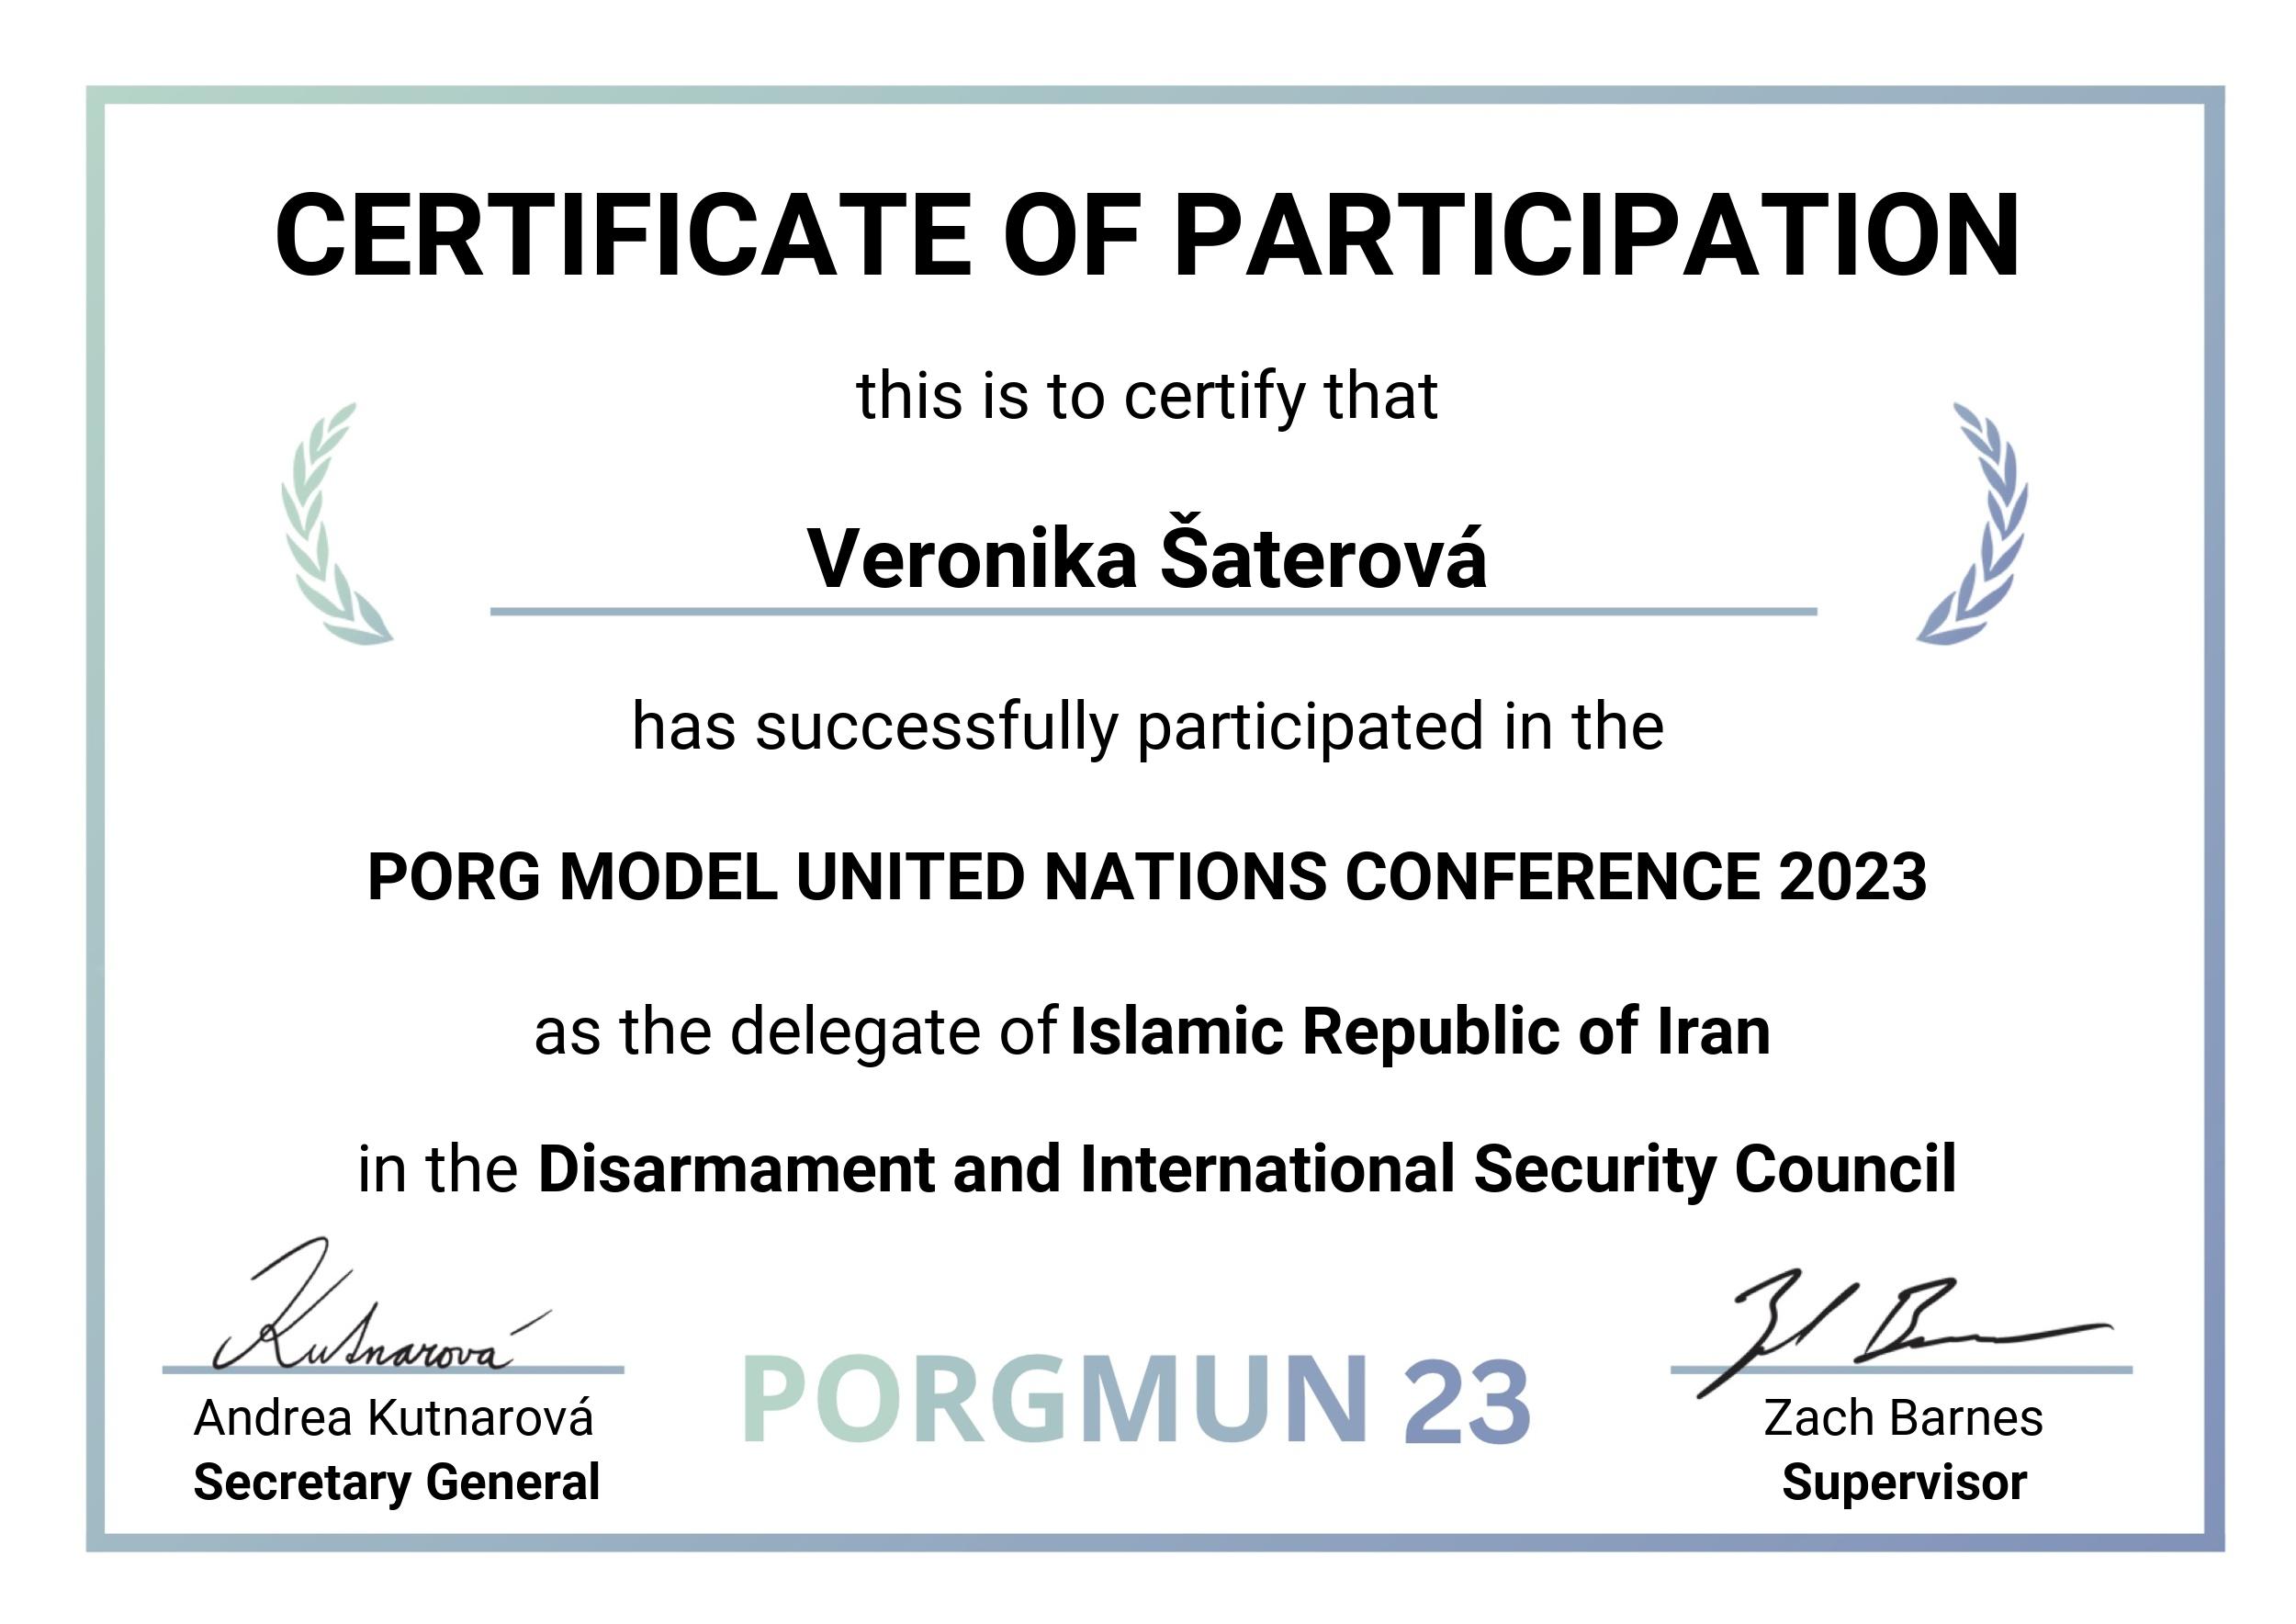 CERTIFICATE OF PARTICIPATION
this is to certify that
Veronika Šaterová
has successfully participated in the
PORG MODEL UNITED NATIONS CONFERENCE 2023
as the delegate of Islamic Republic of Iran
in the Disarmament and International Security Council
Kutnarová
Andrea Kutnarová
Secretary General
PORGMUN 23
Zach Barnes
Supervisor